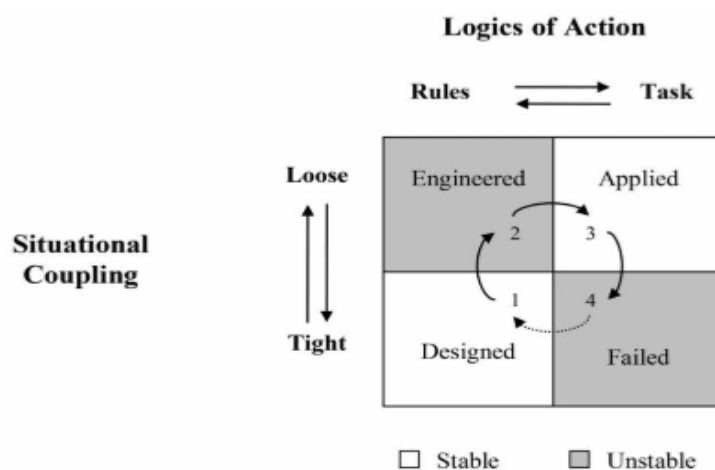 Logics of Action
Rules Task
Loose
Engineered Applied
2 3
Situational
Coupling
1 4
Tight
Designed Failed
Stable Unstable